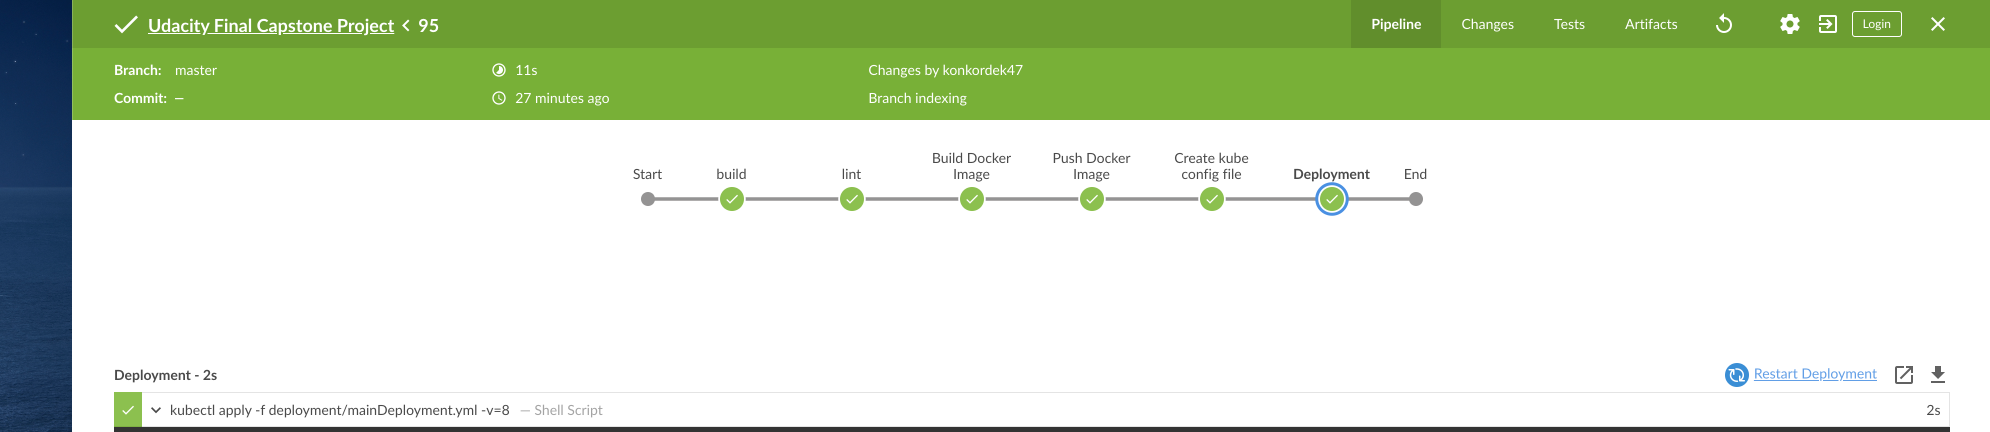 Udacity Final Capstone Project < 95
Pipeline Changes Tests Artifacts Login
Branch: master 11s Changes by konkordek47
Commit: — 27 minutes ago Branch indexing
Start
build
lint
Build Docker
Image
Push Docker
Image
Create kube
config file
Deployment
End
Deployment - 2s Restart Deployment
kubectl apply -f deployment/mainDeployment.yml -v=8 — Shell Script 2s